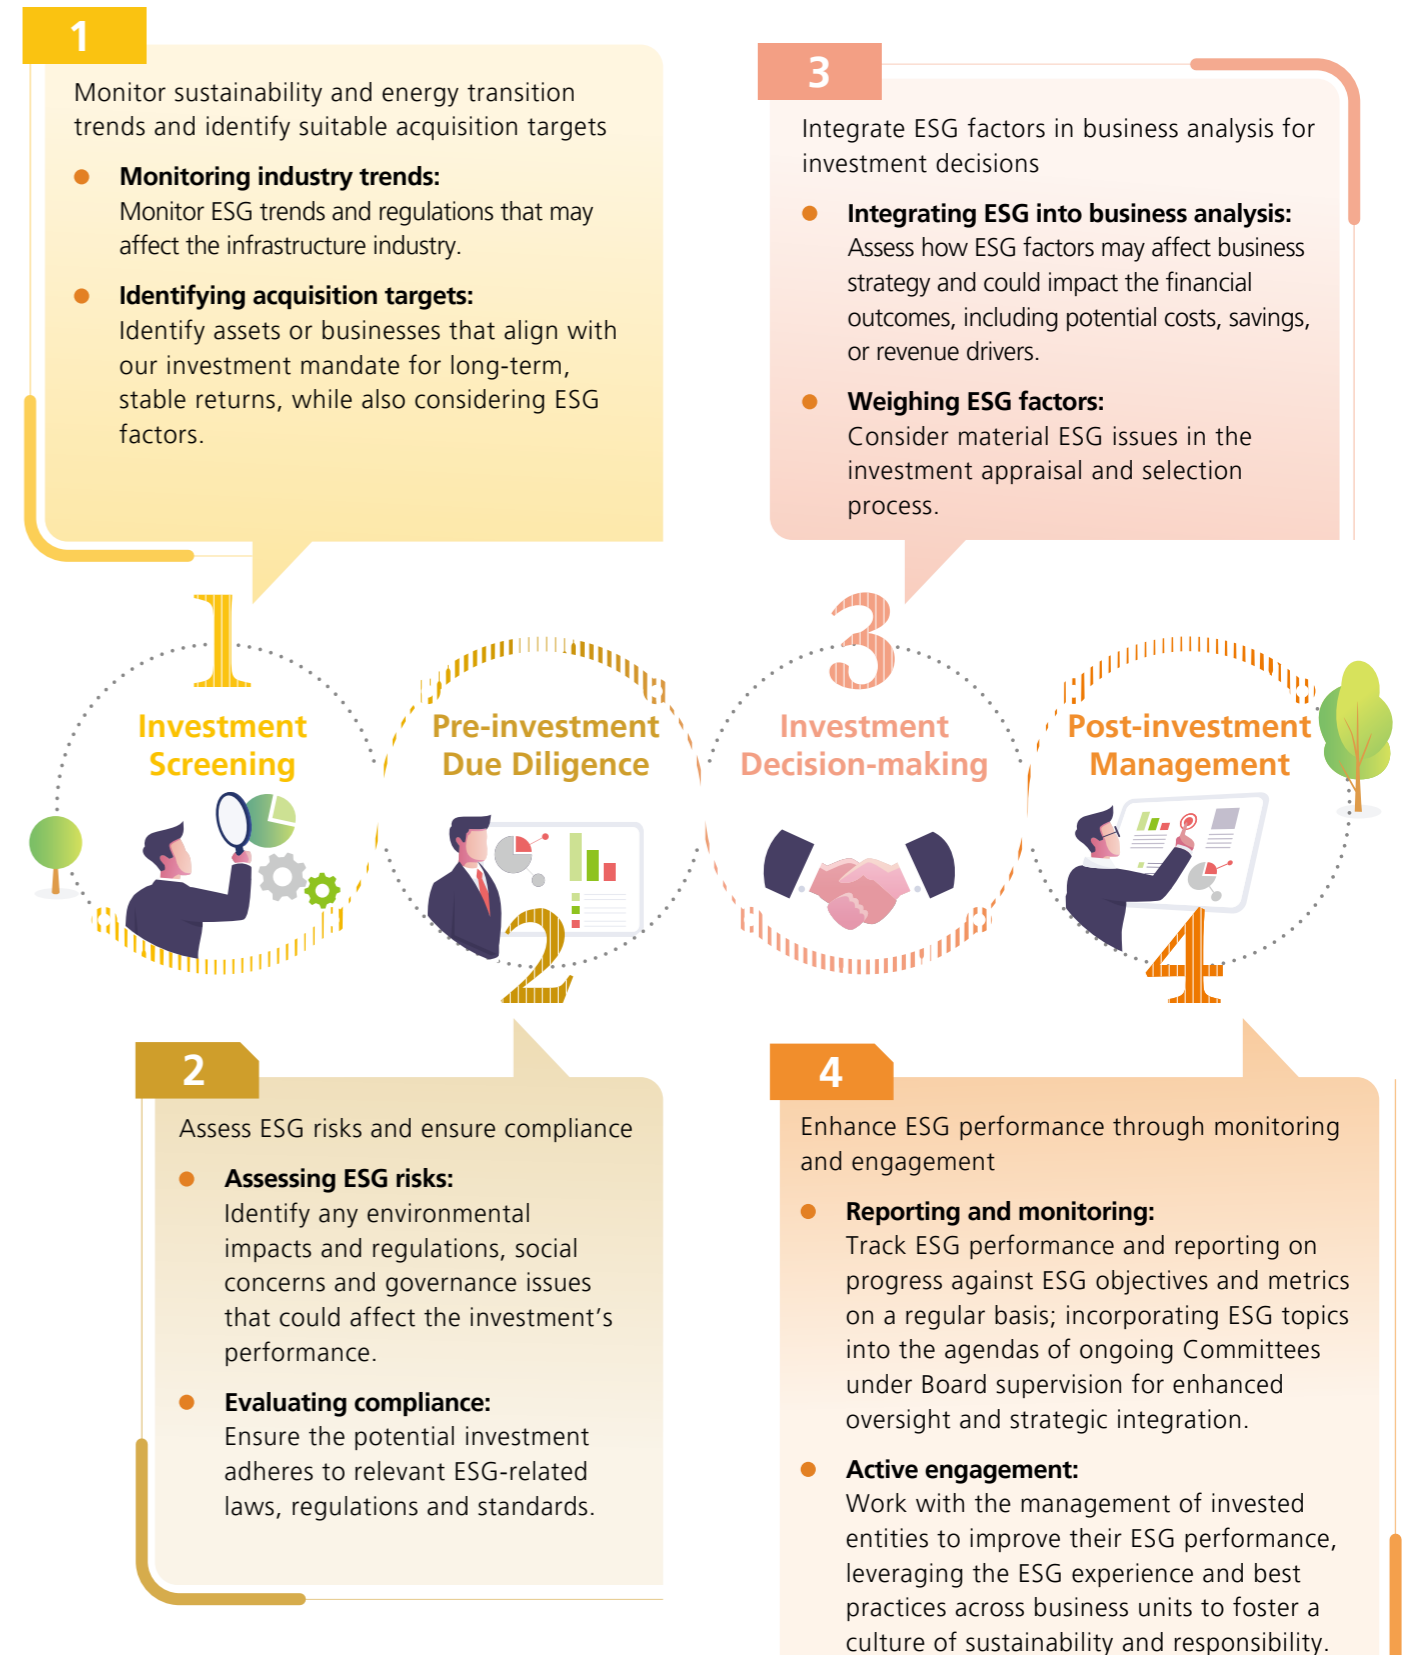 1
Monitor sustainability and energy transition
trends and identify suitable acquisition targets
● Monitoring industry trends:
Monitor ESG trends and regulations that may
affect the infrastructure industry.
● Identifying acquisition targets:
Identify assets or businesses that align with
our investment mandate for long-term,
stable returns, while also considering ESG
factors.
3
Integrate ESG factors in business analysis for
investment decisions
● Integrating ESG into business analysis:
Assess how ESG factors may affect business
strategy and could impact the financial
outcomes, including potential costs, savings,
or revenue drivers.
● Weighing ESG factors:
Consider material ESG issues in the
investment appraisal and selection
process.
1
Investment
Screening
Pre-investment
Due Diligence
2
3
Investment
Decision-making
Post-investment
Management
4
2
Assess ESG risks and ensure compliance
● Assessing ESG risks:
Identify any environmental
impacts and regulations, social
concerns and governance issues
that could affect the investment's
performance.
● Evaluating compliance:
Ensure the potential investment
adheres to relevant ESG-related
laws, regulations and standards.
4
Enhance ESG performance through monitoring
and engagement
● Reporting and monitoring:
Track ESG performance and reporting on
progress against ESG objectives and metrics
on a regular basis; incorporating ESG topics
into the agendas of ongoing Committees
under Board supervision for enhanced
oversight and strategic integration.
● Active engagement:
Work with the management of invested
entities to improve their ESG performance,
leveraging the ESG experience and best
practices across business units to foster a
culture of sustainability and responsibility.